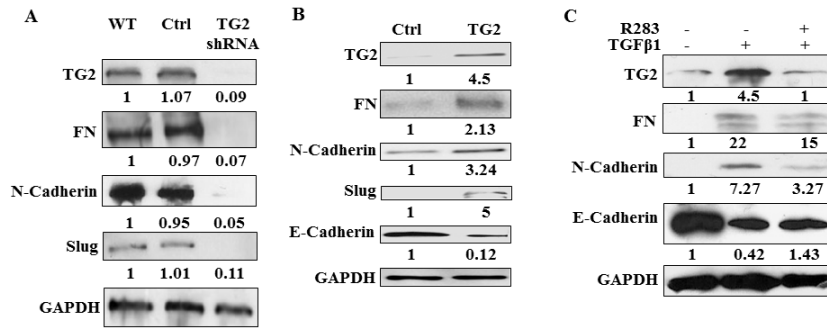 A
WT Ctrl TG2 shRNA
TG2
1 1.07 0.09
FN
1 0.97 0.07
N-Cadherin
1 0.95 0.05
Slug
1 1.01 0.11
GAPDH
B
Ctrl TG2
TG2
1 4.5
FN
1 2.13
N-Cadherin
1 3.24
Slug
1 5
E-Cadherin
1 0.12
GAPDH
C
R283 - - +
TGFβ1 - + +
TG2
1 4.5 1
FN
1 22 15
N-Cadherin
1 7.27 3.27
E-Cadherin
1 0.42 1.43
GAPDH